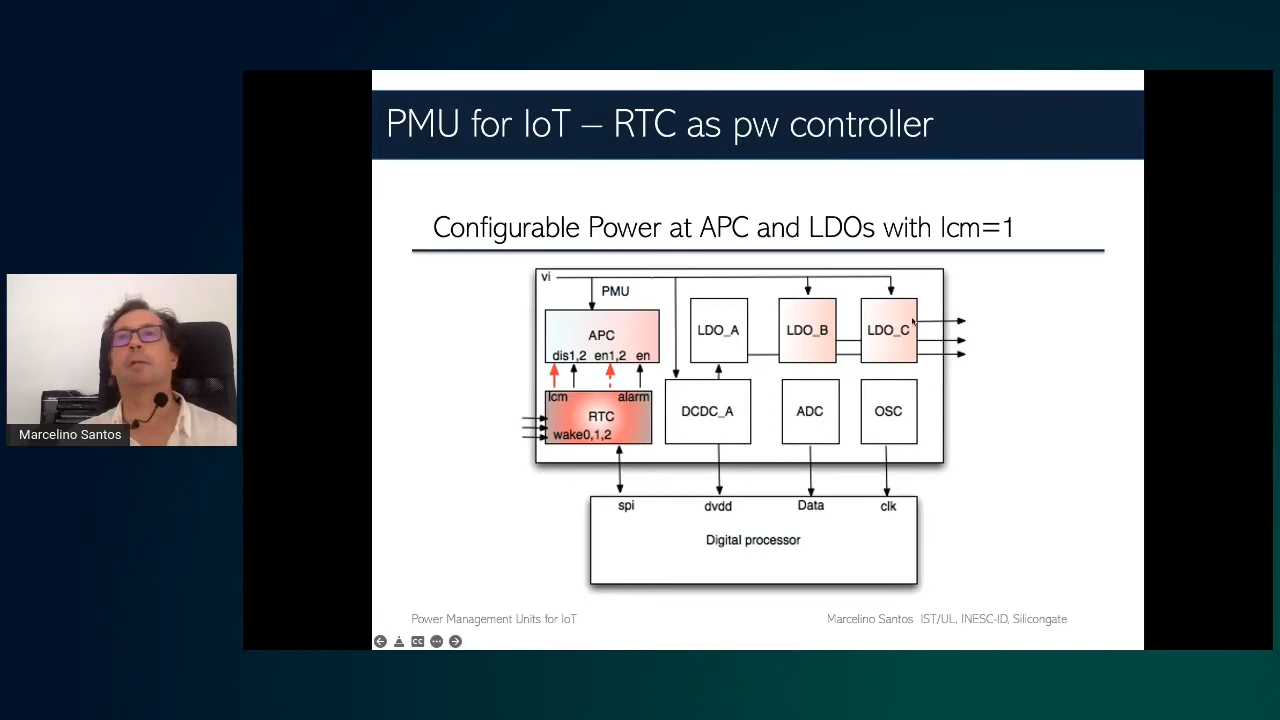 PMU for IoT – RTC as pw controller
Configurable Power at APC and LDOs with lcm=1
vi
PMU
APC
dis1,2 en1,2 en
LDO_A
LDO_B
LDO_C
lcm alarm
RTC
wake0,1,2
DCDC_A
ADC
OSC
spi
dvdd
Data
clk
Digital processor
Marcelino Santos
Power Management Units for IoT
Marcelino Santos IST/UL, INESC-ID, Silicongate
CC